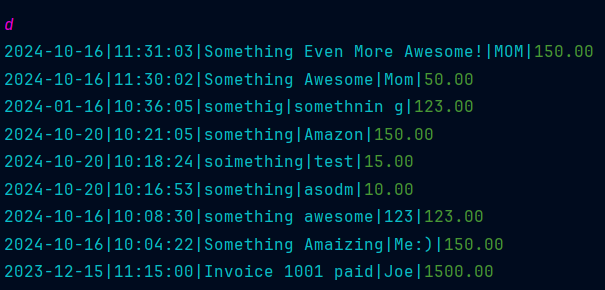 d
2024-10-16|11:31:03|Something Even More Awesome!|MOM|150.00
2024-10-16|11:30:02|Something Awesome|Mom|50.00
2024-01-16|10:36:05|somethig|somethnin g|123.00
2024-10-20|10:21:05|something|Amazon|150.00
2024-10-20|10:18:24|soimething|test|15.00
2024-10-20|10:16:53|something|asodm|10.00
2024-10-16|10:08:30|something awesome|123|123.00
2024-10-16|10:04:22|Something Amaizing|Me:)|150.00
2023-12-15|11:15:00|Invoice 1001 paid|Joe|1500.00